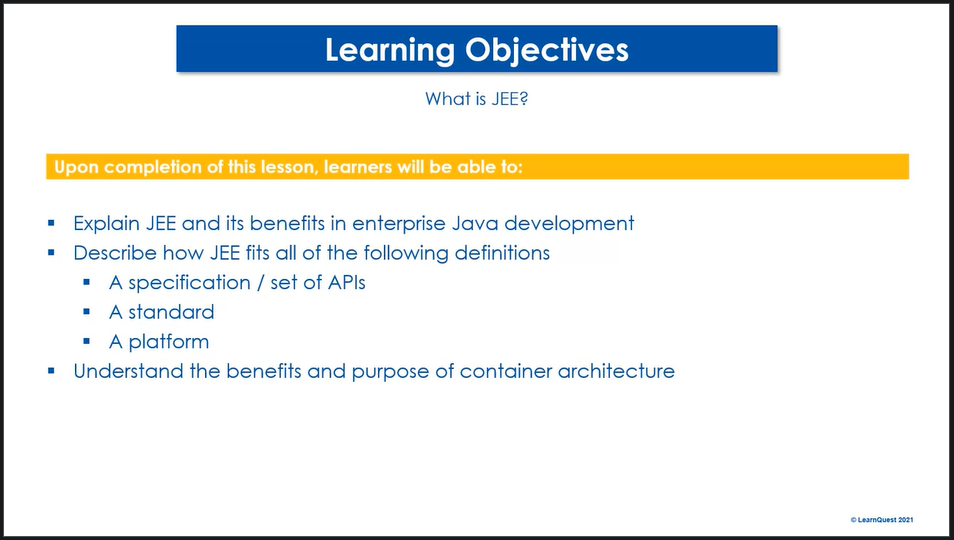 Learning Objectives
What is JEE?
Upon completion of this lesson, learners will be able to:
▪ Explain JEE and its benefits in enterprise Java development
▪ Describe how JEE fits all of the following definitions
▪ A specification / set of APIs
▪ A standard
▪ A platform
▪ Understand the benefits and purpose of container architecture
© LearnQuest 2021